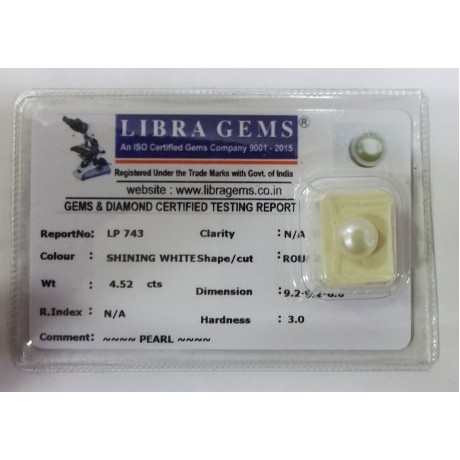 LIBRA GEMS®
An ISO Certified Gems Company 9001 - 2015
Registered Under the Trade Marks with Govt. of India
website : www.libragems.co.in
GEMS & DIAMOND CERTIFIED TESTING REPORT
ReportNo: LP 743 Clarity : N/A
Colour : SHINING WHITE Shape/cut :
Wt : 4.52 cts Dimension :
R.Index : N/A Hardness : 3.0
Comment: ~~~~ PEARL ~~~~